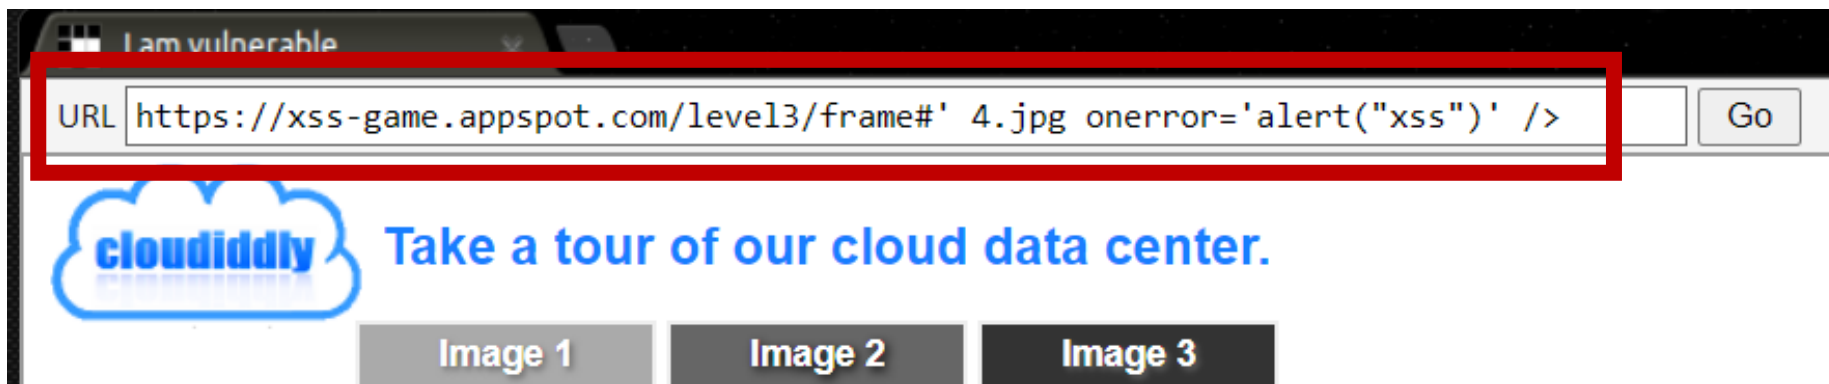 I am vulnerable
URL https://xss-game.appspot.com/level3/frame#' 4.jpg onerror='alert("xss")' /> Go
cloudiddly Take a tour of our cloud data center.
Image 1 Image 2 Image 3